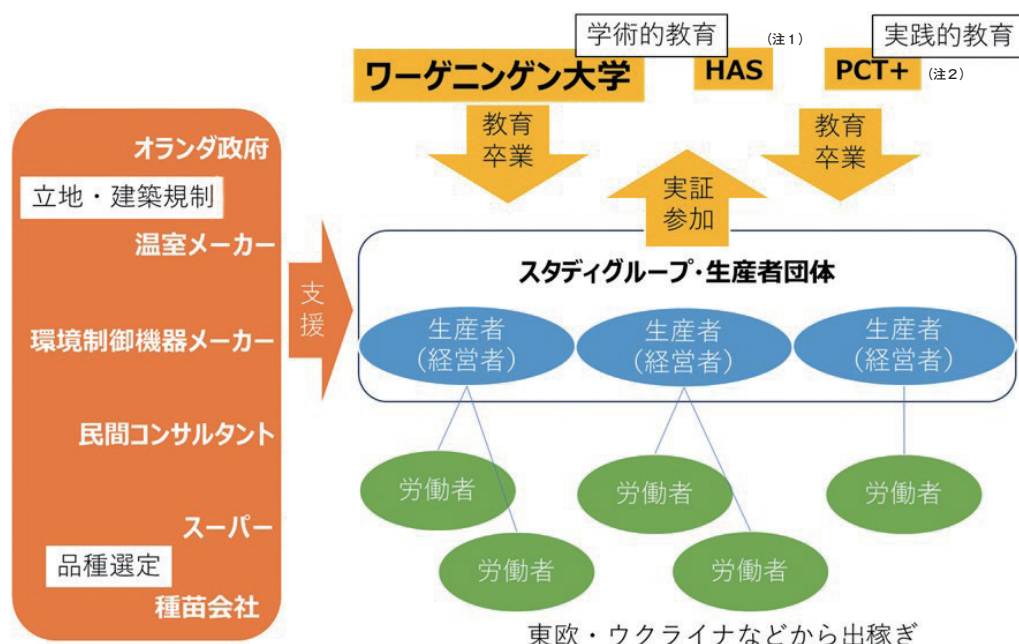 学術的教育
(注1)
実践的教育
ワーゲニンゲン大学
HAS
PCT+
(注2)
教育
卒業
実証
参加
教育
卒業
オランダ政府
立地・建築規制
温室メーカー
環境制御機器メーカー
民間コンサルタント
スーパー
品種選定
種苗会社
支
援
スタディグループ・生産者団体
生産者
(経営者)
生産者
(経営者)
生産者
(経営者)
労働者
労働者
労働者
労働者
労働者
東欧・ウクライナなどから出稼ぎ